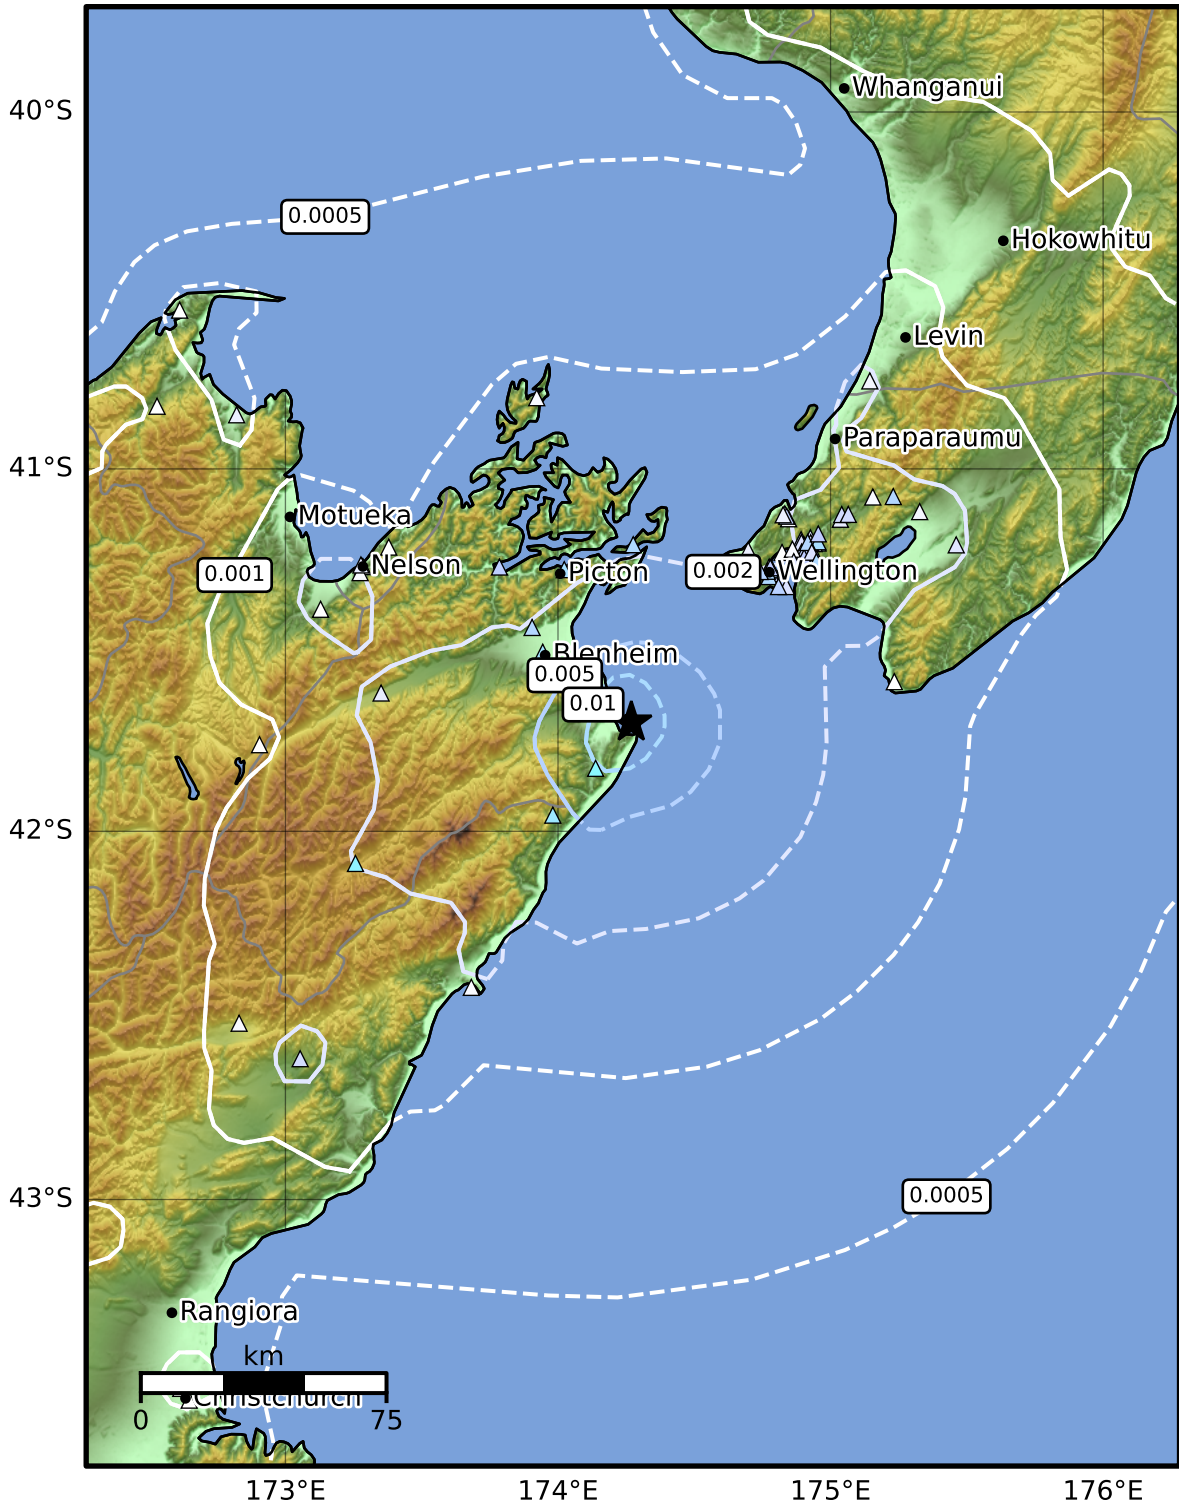 40°S
Whanganui
0.0005
Hokowhitu
Levin
Paraparaumu
41°S
Motueka
Nelson
0.001
Picton
0.002
Wellington
Blenheim
0.005
0.01
42°S
43°S
0.0005
Rangiora
km
Christchurch
0
75
173°E
174°E
175°E
176°E